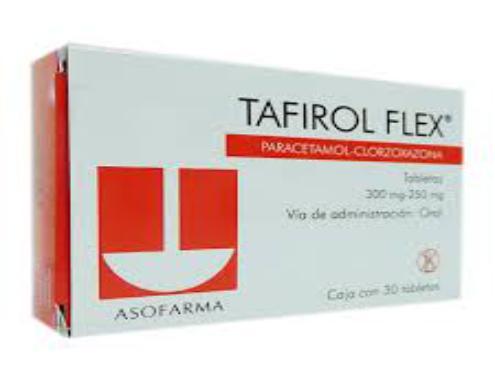 TAFIROL FLEX®
PARACETAMOL-CLORZOXAZONA
Tabletas
300 mg-250 mg
Vía de administración: Oral
Caja con 30 tabletas
ASOFARMA